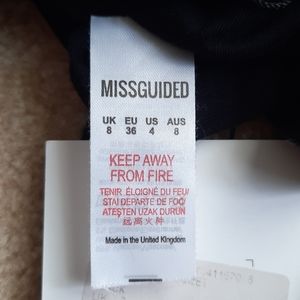 MISSGUIDED
UK EU US AUS
8 36 4 8
KEEP AWAY
FROM FIRE
TENIR ÉLOIGNÉ DU FEU
STAI DEPARTE DE FOC
ATEŞTEN UZAK DURUN
远离火种
Made in the United Kingdom